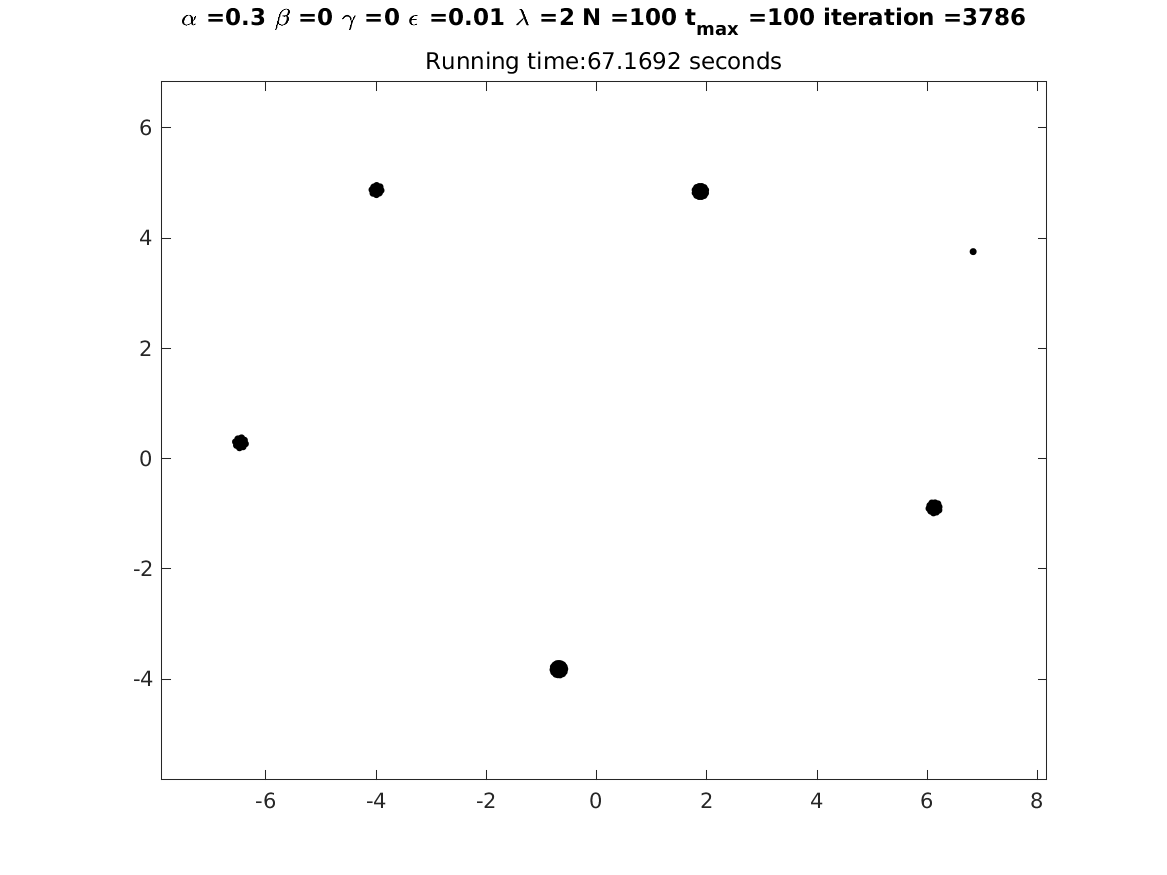 α =0.3 β =0 γ =0 ϵ =0.01 λ =2 N =100 t_max =100 iteration =3786
Running time:67.1692 seconds
6
4
2
0
-2
-4
-6 -4 -2 0 2 4 6 8